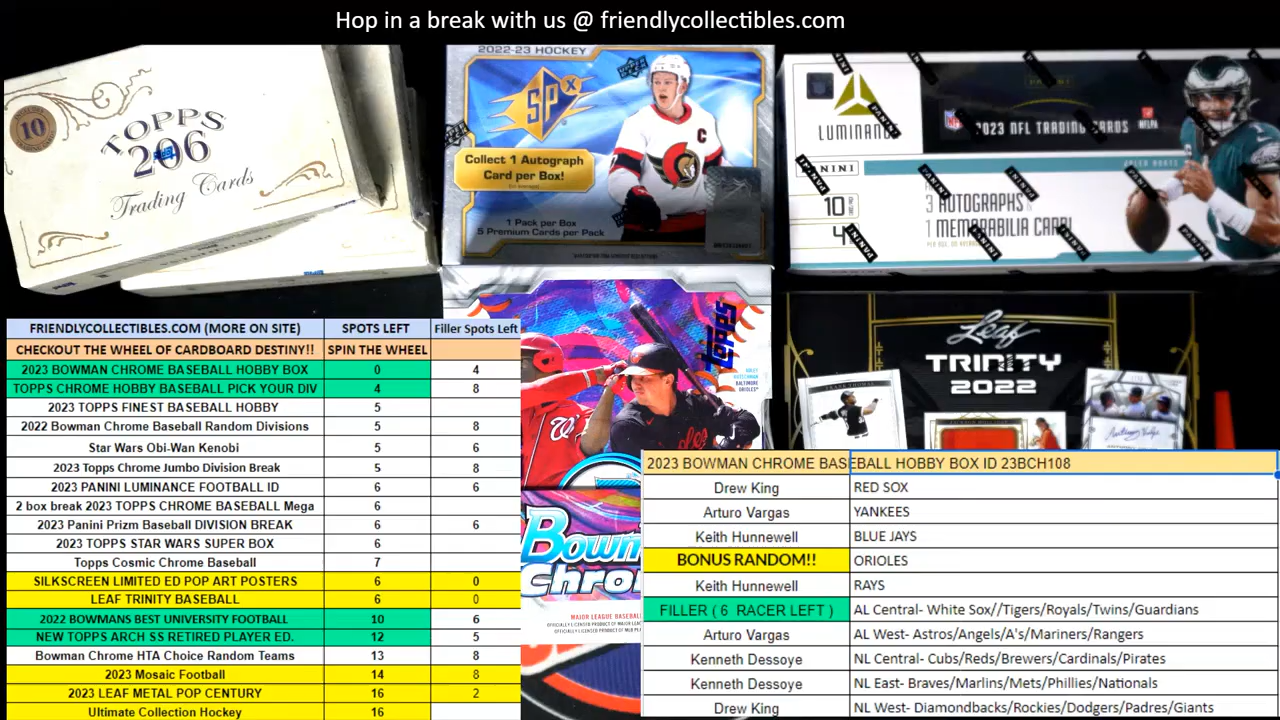 Hop in a break with us @ friendlycollectibles.com
10
TOPPS
206
Trading Cards
2022-23 HOCKEY
SPx
Collect 1 Autograph
Card per Box!
1 Pack per Box
5 Premium Cards per Pack
LUMINANCE
2023 NFL TRADING CARDS
PANINI
10
3 AUTOGRAPHS
1 MEMORABILIA CARD!
JALEN HURTS
topps
ADLEY
RUTSCHMAN
BALTIMORE
ORIOLES
Leaf
TRINITY
2022
Bowman
chrome
FRIENDLYCOLLECTIBLES.COM (MORE ON SITE) SPOTS LEFT Filler Spots Left
CHECKOUT THE WHEEL OF CARDBOARD DESTINY!! SPIN THE WHEEL
2023 BOWMAN CHROME BASEBALL HOBBY BOX 0 4
TOPPS CHROME HOBBY BASEBALL PICK YOUR DIV 4 8
2023 TOPPS FINEST BASEBALL HOBBY 5
2022 Bowman Chrome Baseball Random Divisions 5 8
Star Wars Obi-Wan Kenobi 5 6
2023 Topps Chrome Jumbo Division Break 5 8
2023 PANINI LUMINANCE FOOTBALL ID 6 6
2 box break 2023 TOPPS CHROME BASEBALL Mega 6
2023 Panini Prizm Baseball DIVISION BREAK 6 6
2023 TOPPS STAR WARS SUPER BOX 6
Topps Cosmic Chrome Baseball 7
SILKSCREEN LIMITED ED POP ART POSTERS 6 0
LEAF TRINITY BASEBALL 6 0
2022 BOWMANS BEST UNIVERSITY FOOTBALL 10 6
NEW TOPPS ARCH SS RETIRED PLAYER ED. 12 5
Bowman Chrome HTA Choice Random Teams 13 8
2023 Mosaic Football 14 8
2023 LEAF METAL POP CENTURY 16 2
Ultimate Collection Hockey 16
2023 BOWMAN CHROME BASEBALL HOBBY BOX ID 23BCH108
Drew King RED SOX
Arturo Vargas YANKEES
Keith Hunnewell BLUE JAYS
BONUS RANDOM!! ORIOLES
Keith Hunnewell RAYS
FILLER ( 6 RACER LEFT ) AL Central- White Sox//Tigers/Royals/Twins/Guardians
Arturo Vargas AL West- Astros/Angels/A's/Mariners/Rangers
Kenneth Dessoye NL Central- Cubs/Reds/Brewers/Cardinals/Pirates
Kenneth Dessoye NL East- Braves/Marlins/Mets/Phillies/Nationals
Drew King NL West- Diamondbacks/Rockies/Dodgers/Padres/Giants